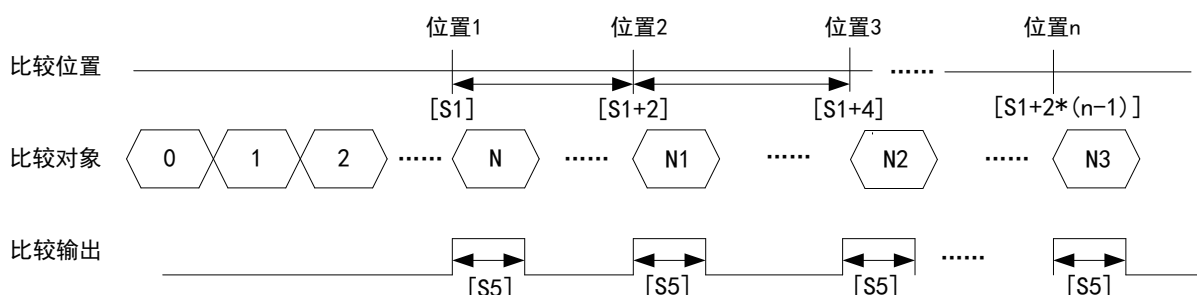 位置1 位置2 位置3 位置n
比较位置 ……
[S1] [S1+2] [S1+4] [S1+2*(n-1)]
比较对象 0 1 2 …… N …… N1 …… N2 …… N3
比较输出 ……
[S5] [S5] [S5] [S5]